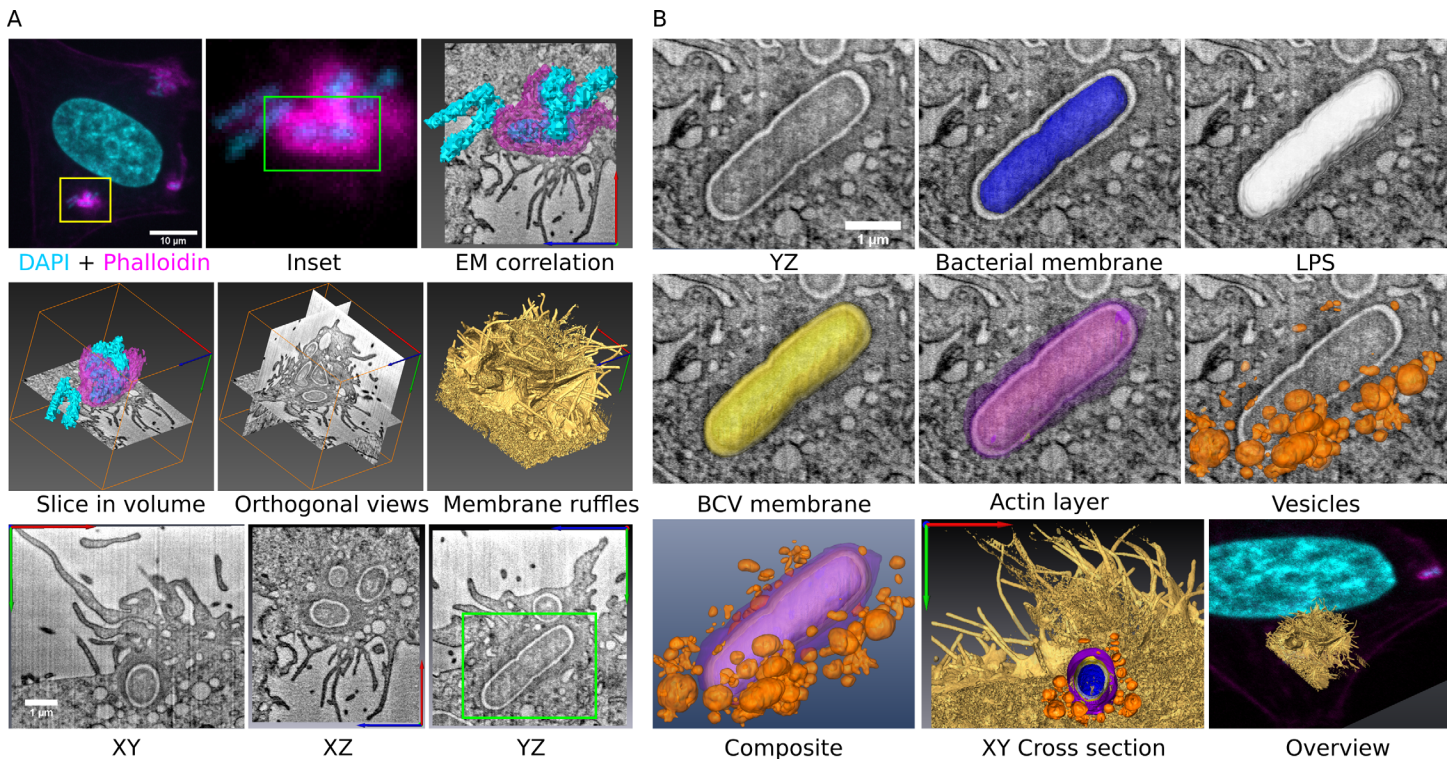 A
B
10 µm
DAPI + Phalloidin
Inset
EM correlation
1 µm
YZ
Bacterial membrane
LPS
Slice in volume
Orthogonal views
Membrane ruffles
BCV membrane
Actin layer
Vesicles
1 µm
XY
XZ
YZ
Composite
XY Cross section
Overview